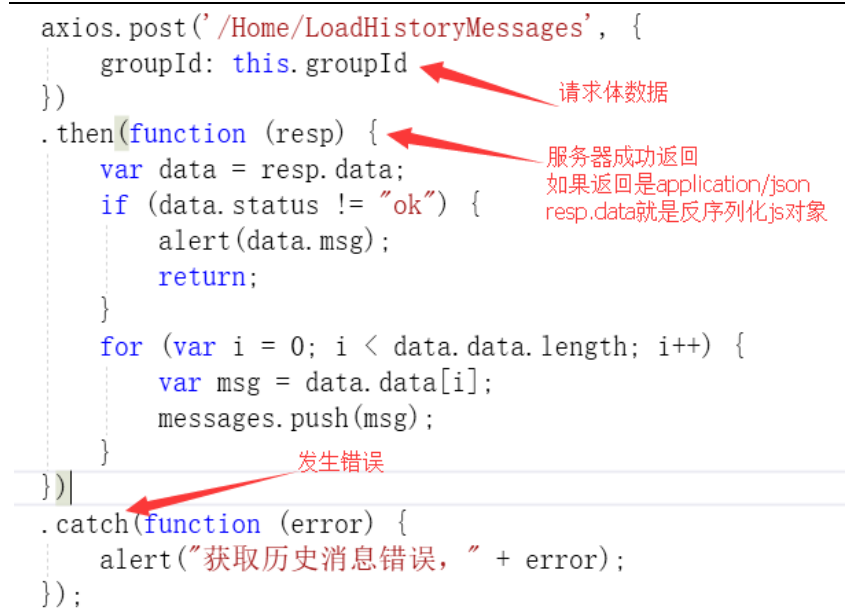 axios.post('/Home/LoadHistoryMessages', {
    groupId: this.groupId
请求体数据
})
.then(function (resp) {
服务器成功返回
    var data = resp.data;
如果返回是application/json
    if (data.status != "ok") {
resp.data就是反序列化js对象
        alert(data.msg);
        return;
    }
    for (var i = 0; i < data.data.length; i++) {
        var msg = data.data[i];
        messages.push(msg);
    }
发生错误
})
.catch(function (error) {
    alert("获取历史消息错误，" + error);
});